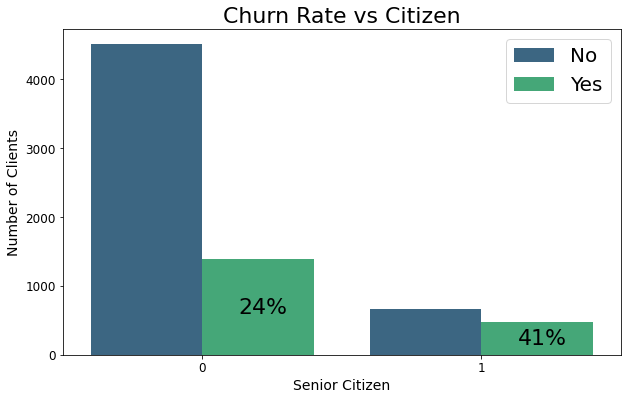 Churn Rate vs Citizen
No
Yes
Number of Clients
4000
3000
2000
1000
0
24%
41%
0
1
Senior Citizen